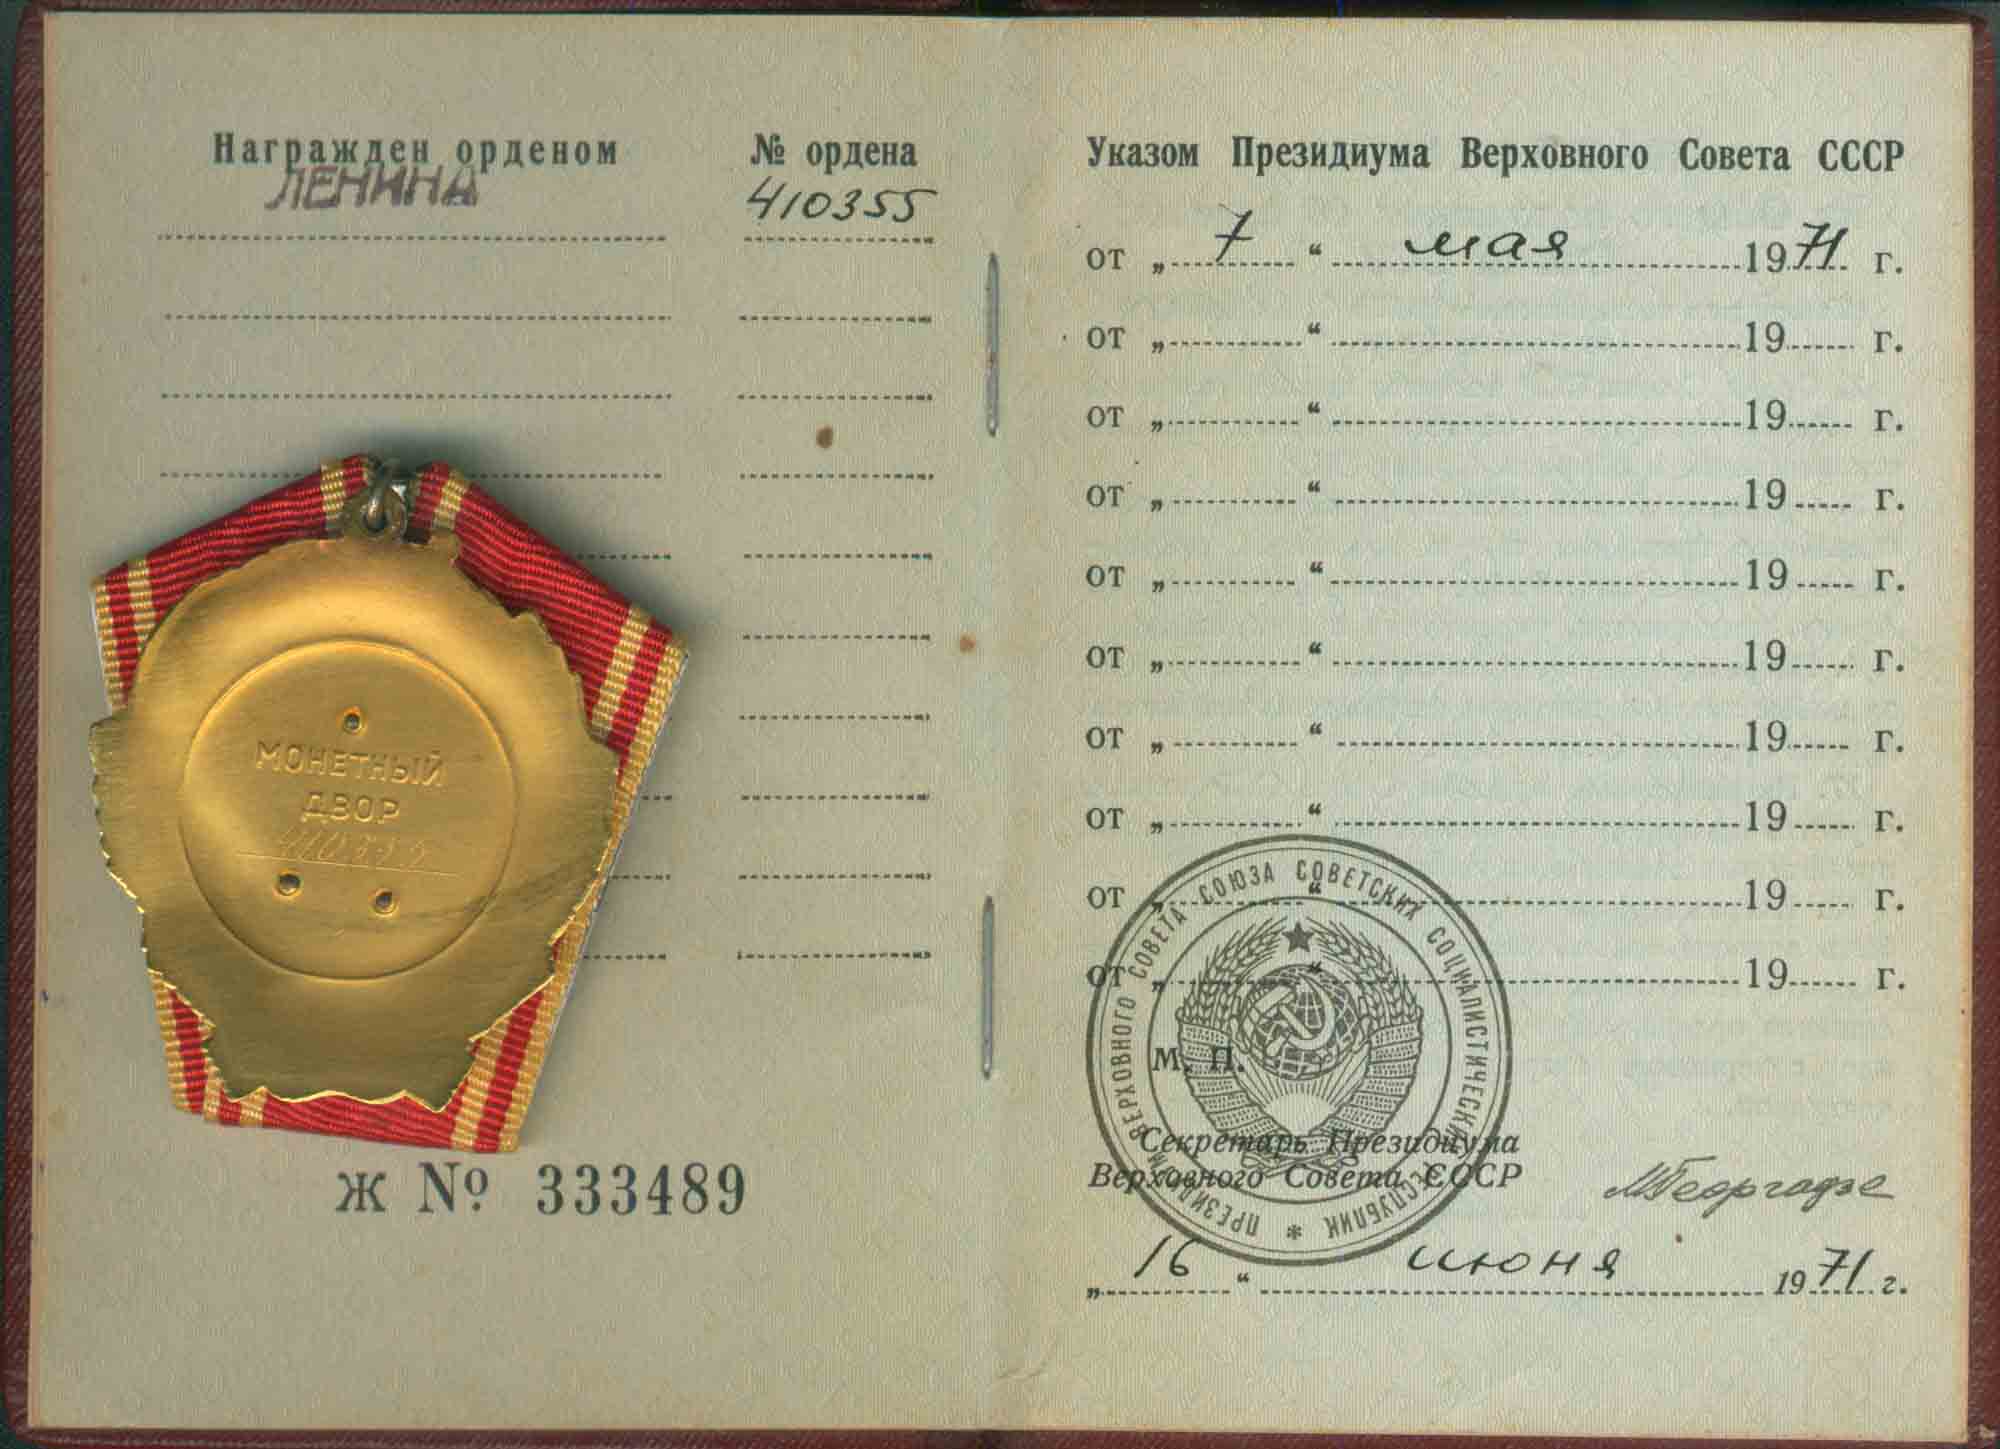 Награжден орденом
ЛЕНИНА
№ ордена
410355
МОНЕТНЫЙ
ДВОР
Ж № 333489
Указом Президиума Верховного Совета СССР
от „ 7 “ мая 1971 г.
от „ “ 19 г.
от „ “ 19 г.
от „ “ 19 г.
от „ “ 19 г.
от „ “ 19 г.
от „ “ 19 г.
от „ “ 19 г.
от „ “ 19 г.
от „ “ 19 г.
ПРЕЗИДИУМ ВЕРХОВНОГО СОВЕТА СОЮЗА СОВЕТСКИХ СОЦИАЛИСТИЧЕСКИХ РЕСПУБЛИК *
М. П.
Секретарь Президиума
Верховного Совета СССР
МГеоргадзе
„ 16 “ июня 1971 г.